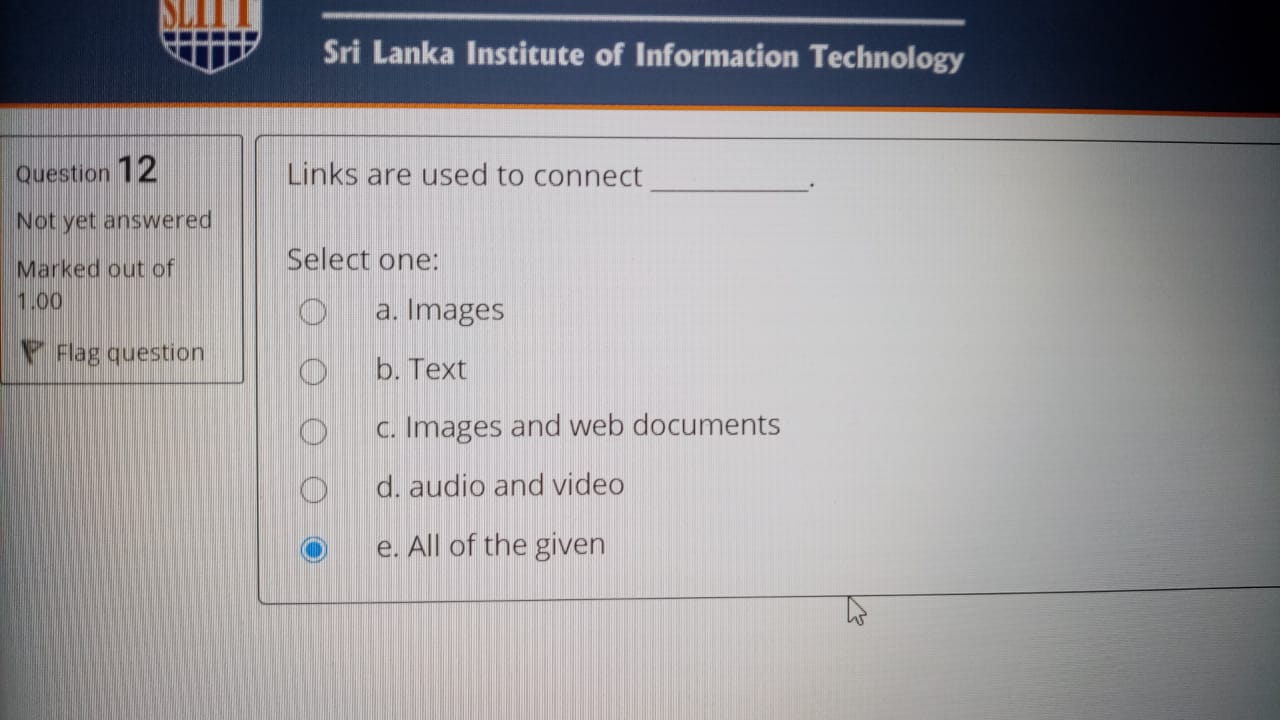 SLIIT
Sri Lanka Institute of Information Technology
Question 12
Not yet answered
Marked out of
1.00
Flag question
Links are used to connect ____________.
Select one:
a. Images
b. Text
c. Images and web documents
d. audio and video
e. All of the given